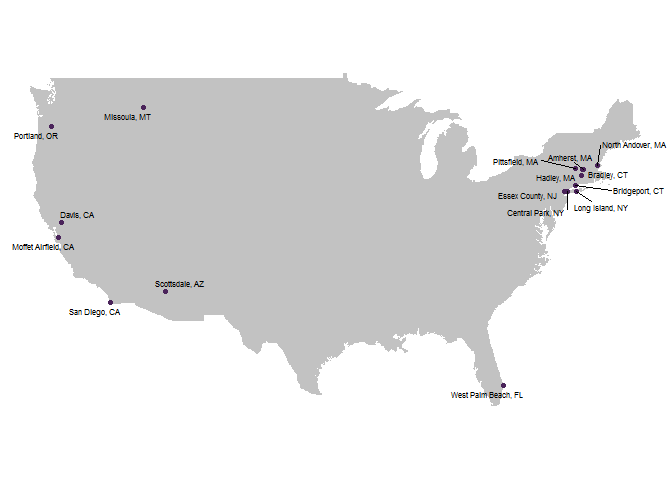 Missoula, MT
Portland, OR
North Andover, MA
Amherst, MA
Pittsfield, MA
Bradley, CT
Hadley, MA
Bridgeport, CT
Essex County, NJ
Long Island, NY
Central Park, NY
Davis, CA
Moffet Airfield, CA
Scottsdale, AZ
San Diego, CA
West Palm Beach, FL